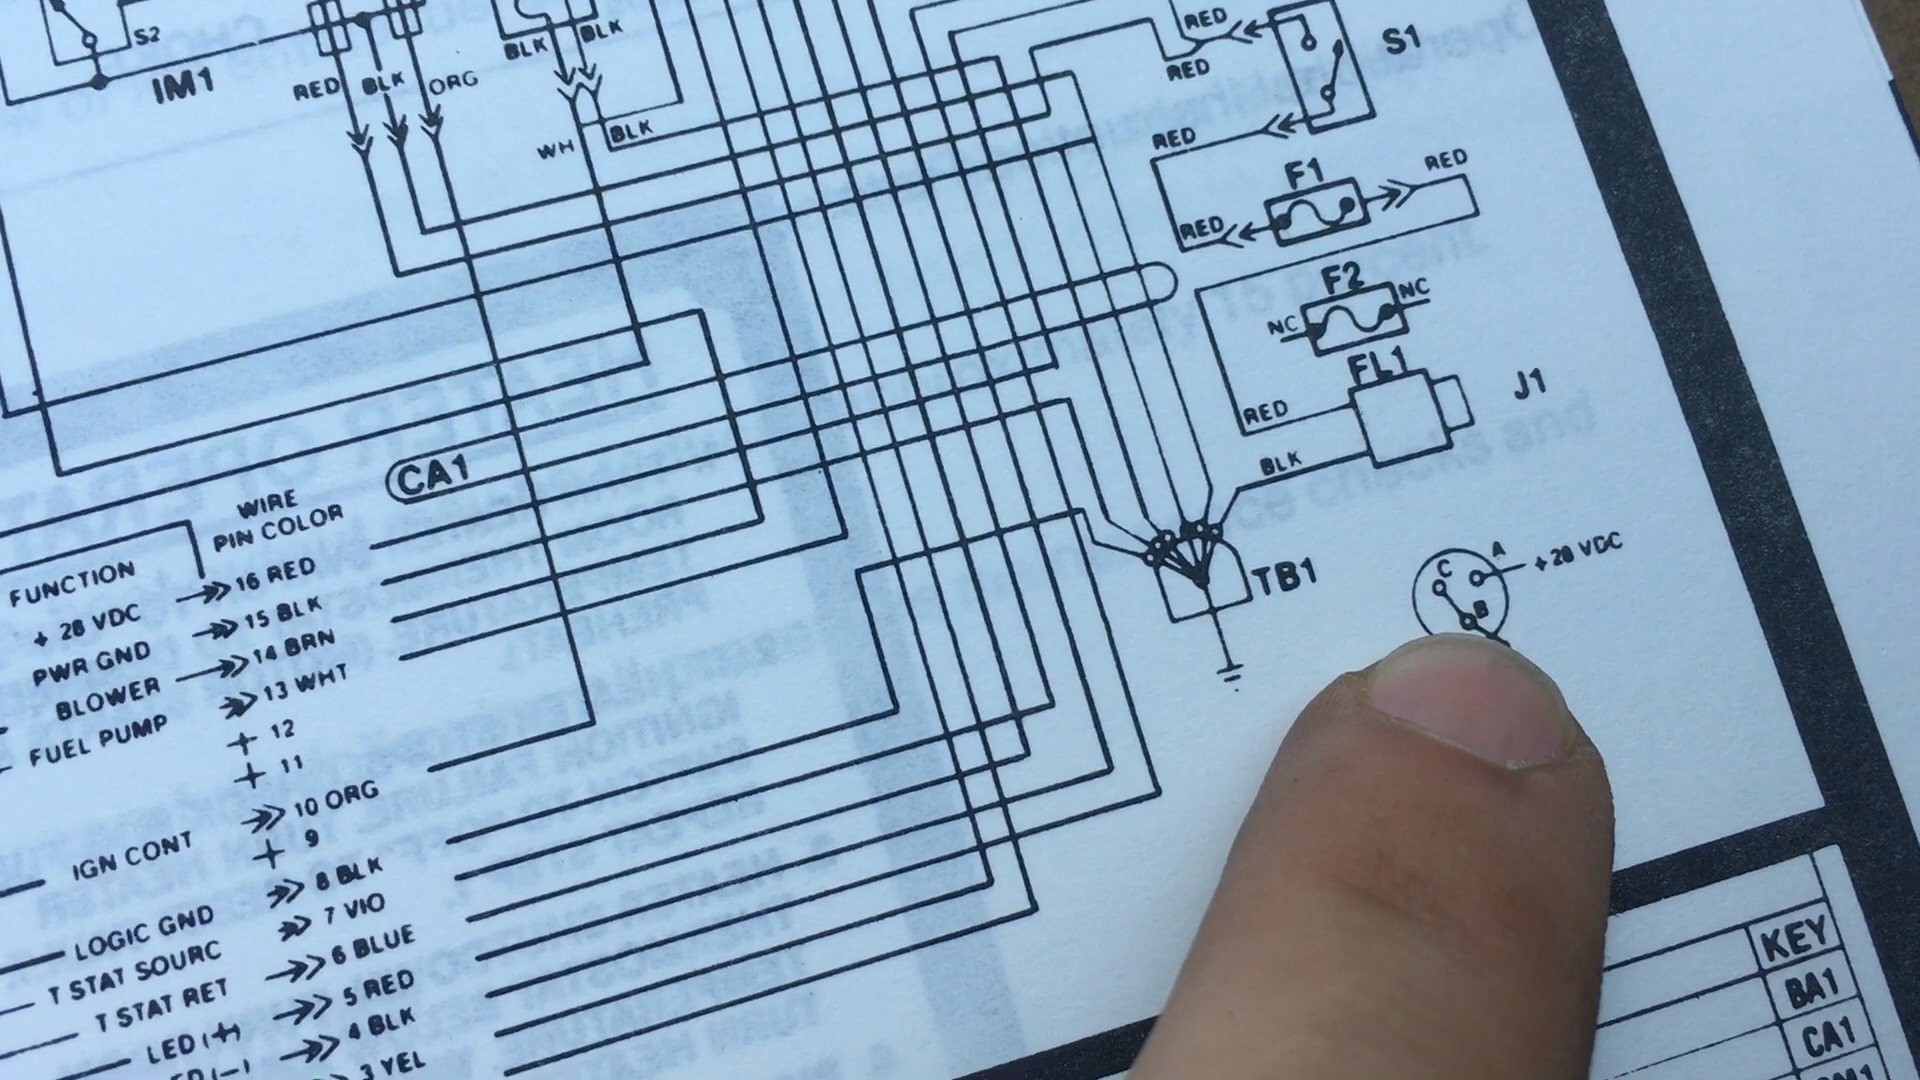 S2
IM1
RED
BLK
ORG
BLK
BLK
WH
BLK
RED
RED
S1
RED
F1
RED
RED
F2
NC
NC
FL1
J1
RED
BLK
TB1
A
C
B
+28 VDC
CA1
WIRE
FUNCTION PIN COLOR
+ 28 VDC 16 RED
PWR GND 15 BLK
BLOWER 14 BRN
FUEL PUMP 13 WHT
12
11
IGN CONT 10 ORG
9
LOGIC GND 8 BLK
T STAT SOURC 7 VIO
T STAT RET 6 BLUE
LED (+) 5 RED
(-) 4 BLK
3 YEL
KEY
BA1
CA1